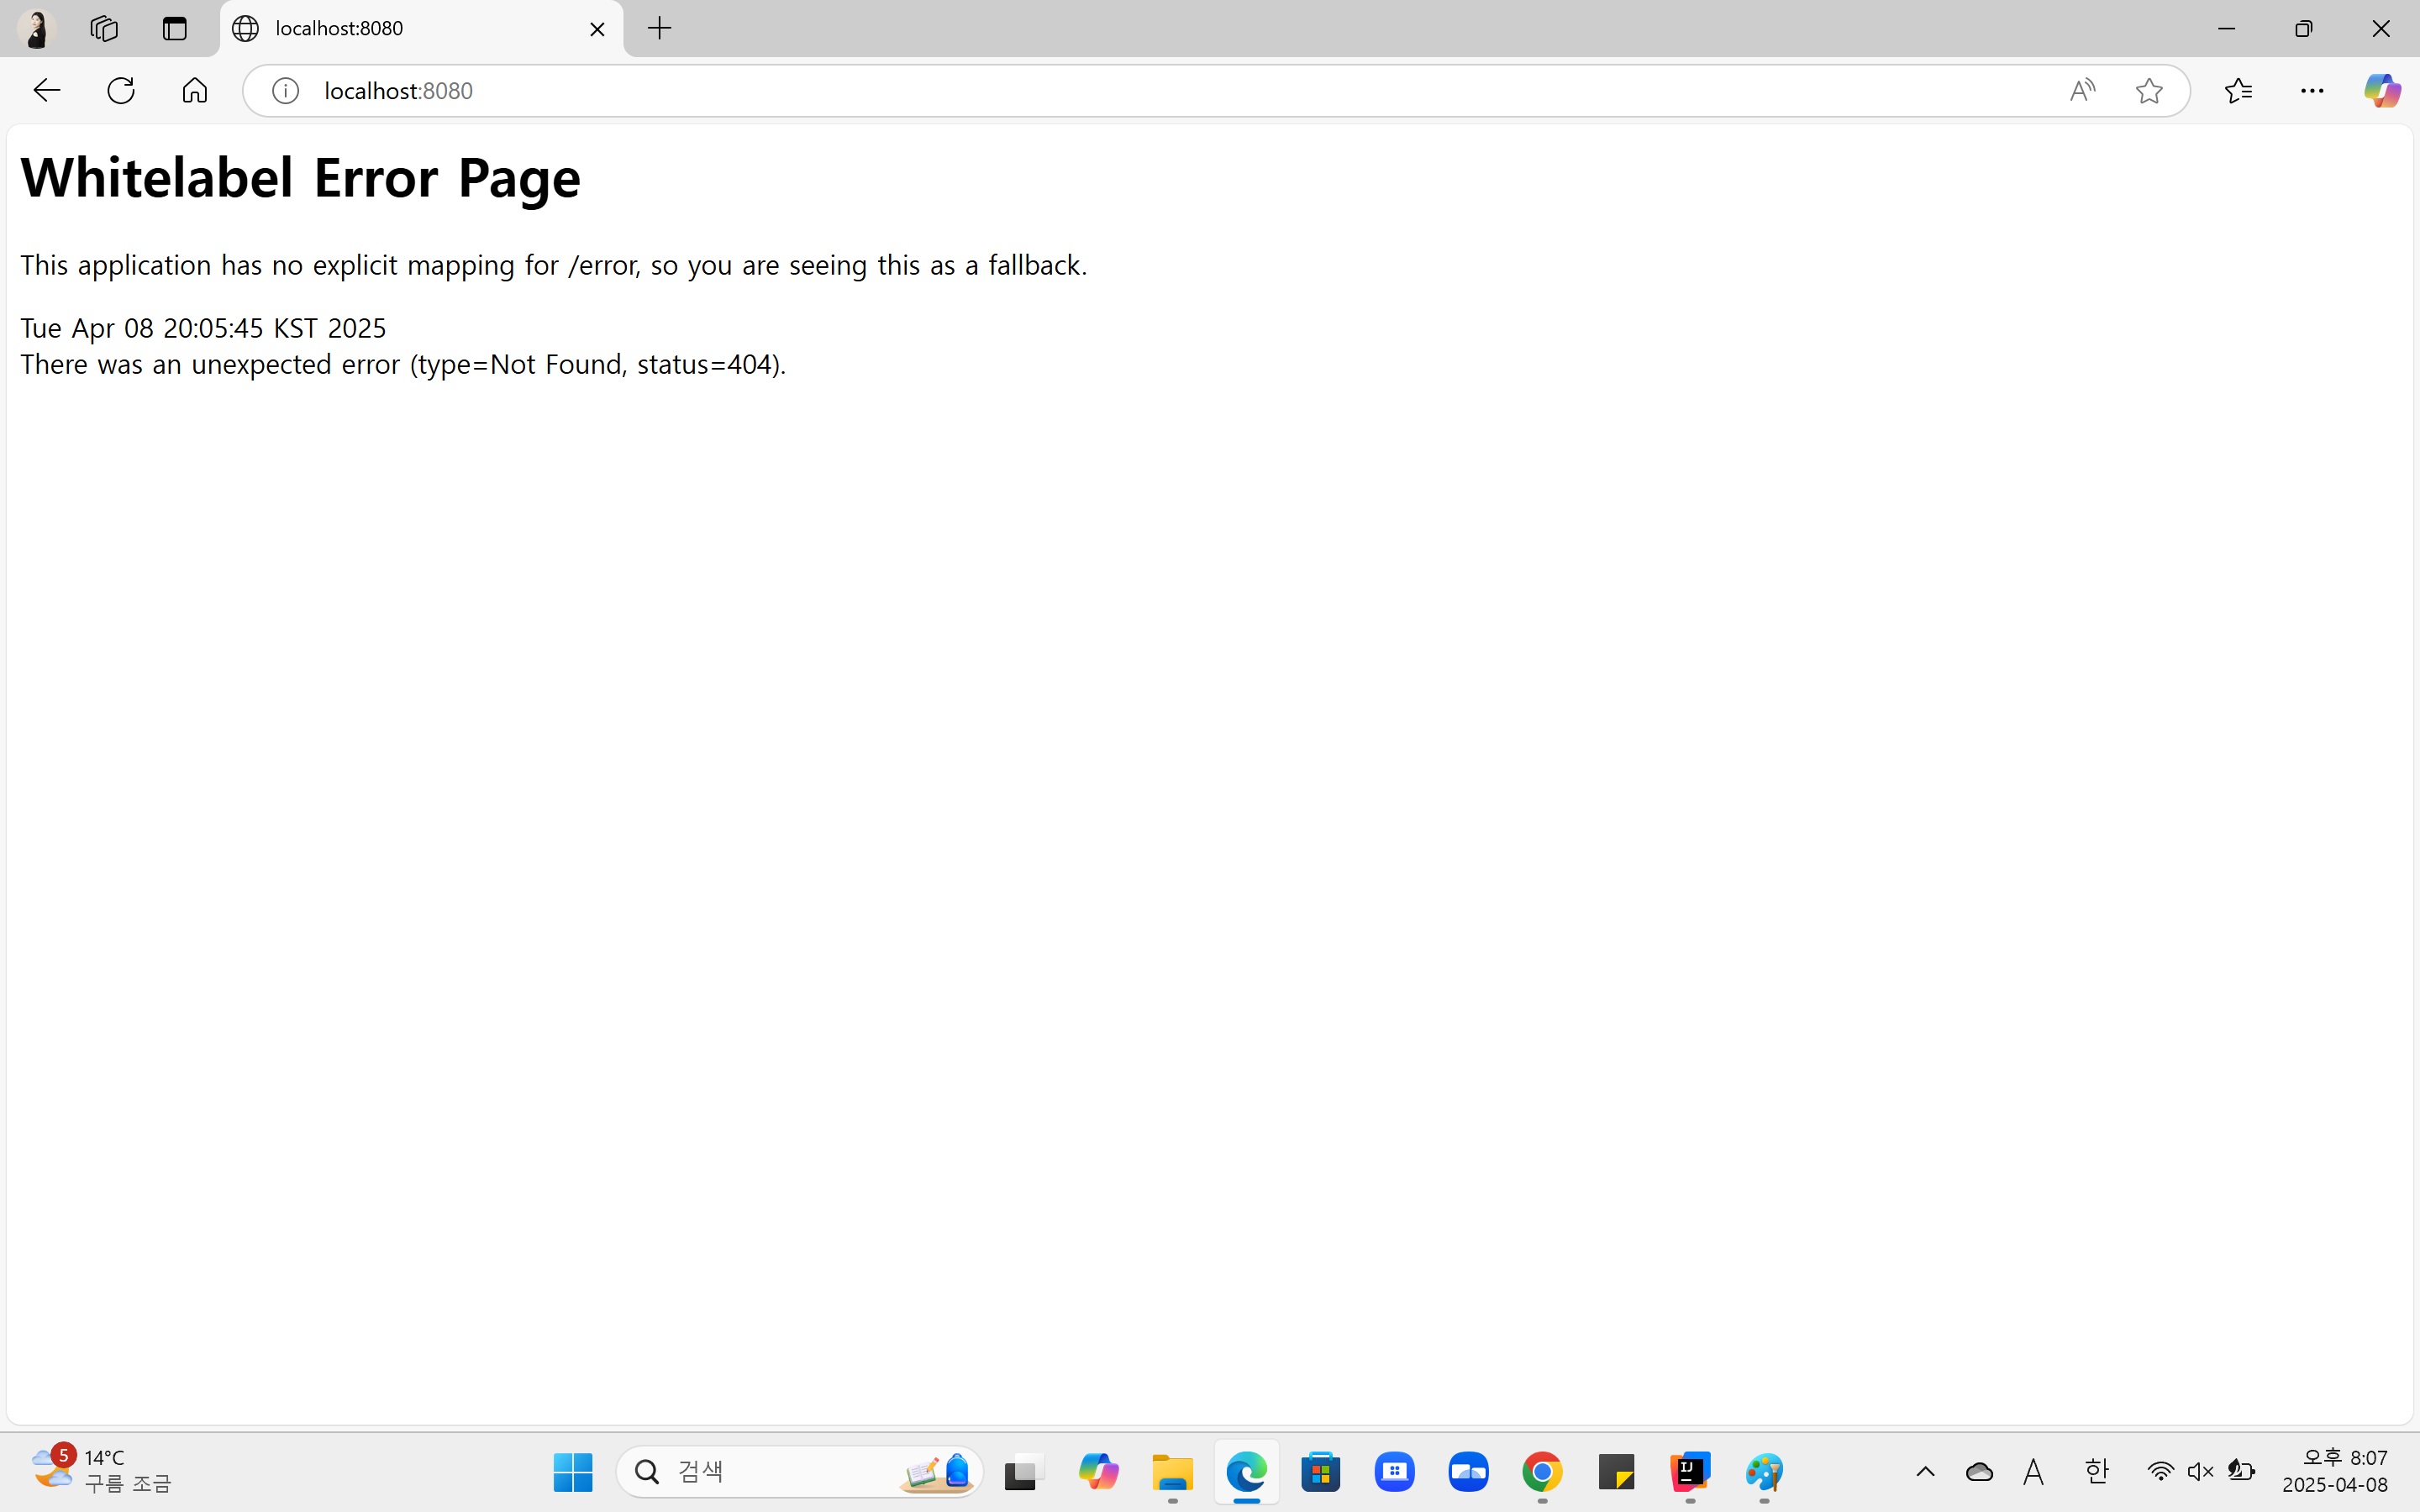 localhost:8080
localhost:8080
Whitelabel Error Page
This application has no explicit mapping for /error, so you are seeing this as a fallback.
Tue Apr 08 20:05:45 KST 2025
There was an unexpected error (type=Not Found, status=404).
5
14°C
구름 조금
검색
IJ
A
한
오후 8:07
2025-04-08